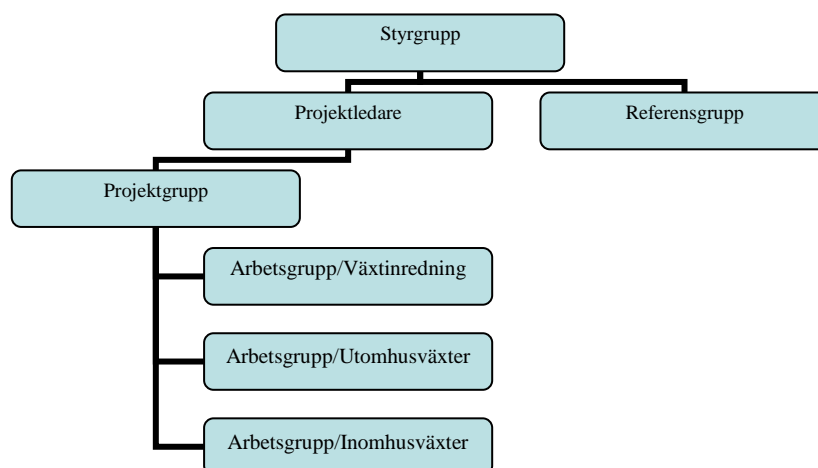 Styrgrupp
Projektledare
Referensgrupp
Projektgrupp
Arbetsgrupp/Växtinredning
Arbetsgrupp/Utomhusväxter
Arbetsgrupp/Inomhusväxter